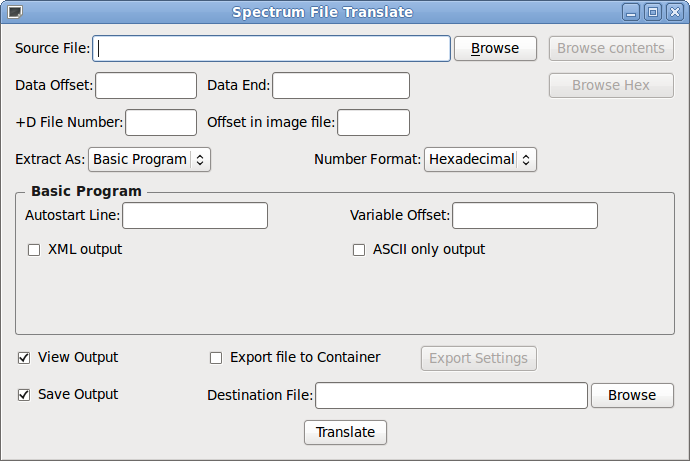 Spectrum File Translate
Source File: Browse Browse contents
Data Offset: Data End: Browse Hex
+D File Number: Offset in image file:
Extract As: Basic Program Number Format: Hexadecimal
Basic Program
Autostart Line: Variable Offset:
XML output ASCII only output
View Output Export file to Container Export Settings
Save Output Destination File: Browse
Translate